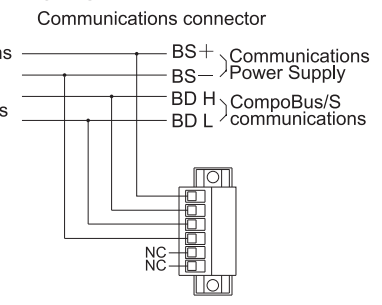 Communications connector
BS+
Communications
BS−
Power Supply
BD H
CompoBus/S
BD L
communications
NC
NC